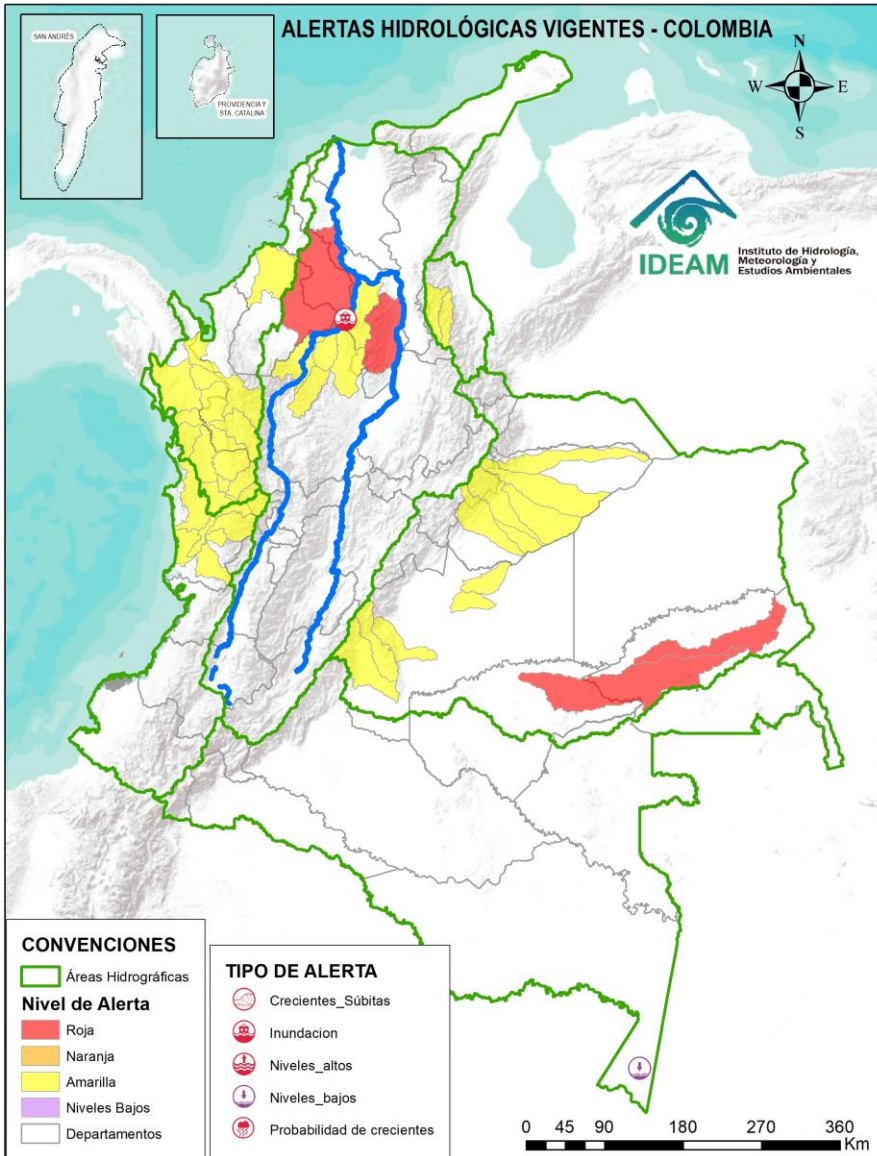 ALERTAS HIDROLÓGICAS VIGENTES - COLOMBIA
SAN ANDRÉS
PROVIDENCIA Y
STA. CATALINA
N
W
E
S
IDEAM
Instituto de Hidrología,
Meteorología y
Estudios Ambientales
CONVENCIONES
Áreas Hidrográficas
Nivel de Alerta
Roja
Naranja
Amarilla
Niveles Bajos
Departamentos
TIPO DE ALERTA
Crecientes_Súbitas
Inundacion
Niveles_altos
Niveles_bajos
Probabilidad de crecientes
0 45 90 180 270 360
Km